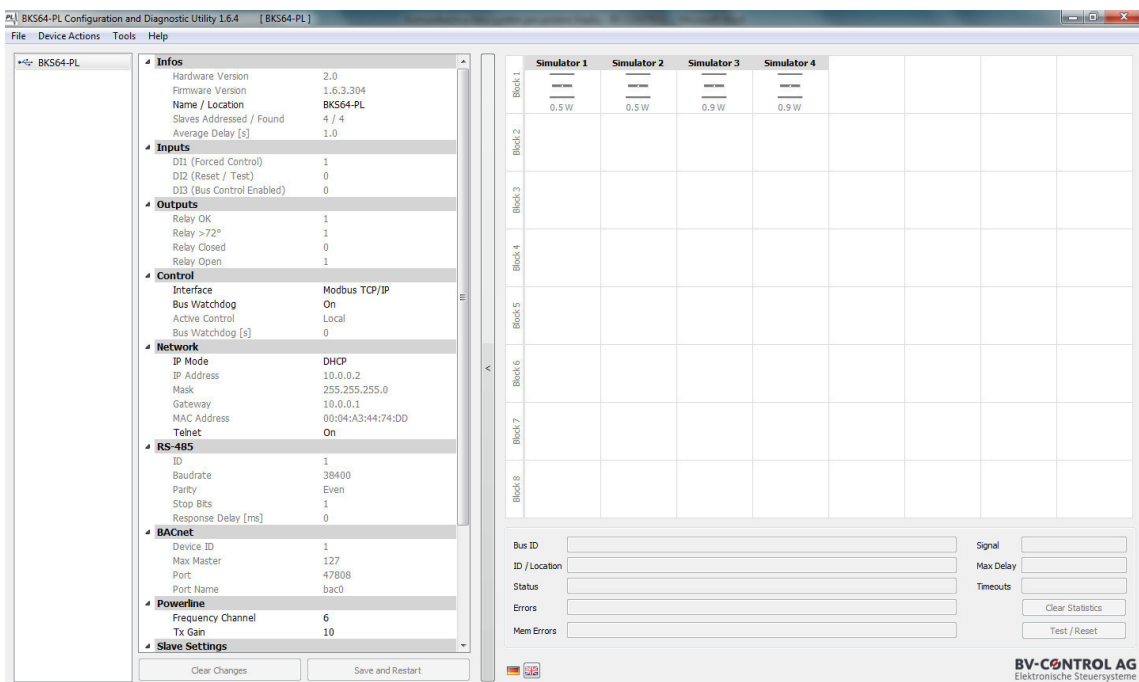 BKS64-PL Configuration and Diagnostic Utility 1.6.4 [ BKS64-PL ]
File Device Actions Tools Help
BKS64-PL
Infos
Hardware Version 2.0
Firmware Version 1.6.3.304
Name / Location BKS64-PL
Slaves Addressed / Found 4 / 4
Average Delay [s] 1.0
Inputs
DI1 (Forced Control) 1
DI2 (Reset / Test) 0
DI3 (Bus Control Enabled) 0
Outputs
Relay OK 1
Relay >72° 1
Relay Closed 0
Relay Open 1
Control
Interface Modbus TCP/IP
Bus Watchdog On
Active Control Local
Bus Watchdog [s] 0
Network
IP Mode DHCP
IP Address 10.0.0.2
Mask 255.255.255.0
Gateway 10.0.0.1
MAC Address 00:04:A3:44:74:DD
Telnet On
RS-485
ID 1
Baudrate 38400
Parity Even
Stop Bits 1
Response Delay [ms] 0
BACnet
Device ID 1
Max Master 127
Port 47808
Port Name bac0
Powerline
Frequency Channel 6
Tx Gain 10
Slave Settings
Clear Changes Save and Restart
<
Simulator 1 Simulator 2 Simulator 3 Simulator 4
Block 1
0.5 W 0.5 W 0.9 W 0.9 W
Block 2
Block 3
Block 4
Block 5
Block 6
Block 7
Block 8
Bus ID Signal
ID / Location Max Delay
Status Timeouts
Errors Clear Statistics
Mem Errors Test / Reset
BV-CONTROL AG
Elektronische Steuersysteme